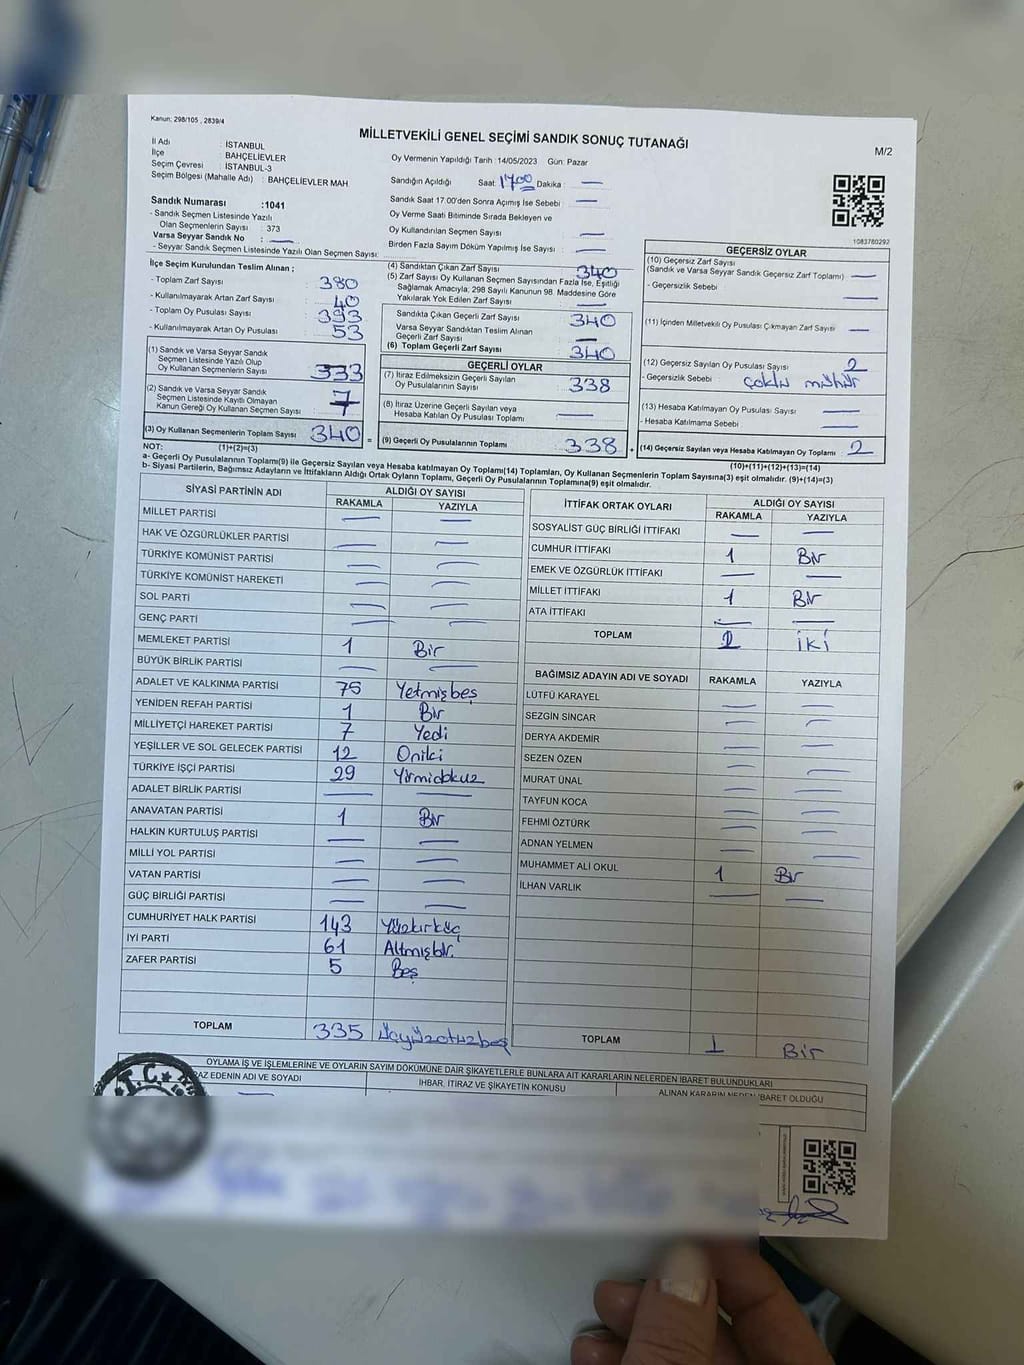 Kanun: 298/105 , 2839/4
MİLLETVEKİLİ GENEL SEÇİMİ SANDIK SONUÇ TUTANAĞI
M/2
İl Adı : İSTANBUL
İlçe : BAHÇELİEVLER
Seçim Çevresi : İSTANBUL-3
Seçim Bölgesi (Mahalle Adı) : BAHÇELİEVLER MAH
Sandık Numarası :1041
- Sandık Seçmen Listesinde Yazılı
Olan Seçmenlerin Sayısı : 373
Varsa Seyyar Sandık No : —
- Seyyar Sandık Seçmen Listesinde Yazılı Olan Seçmen Sayısı:
Oy Vermenin Yapıldığı Tarih :14/05/2023 Gün: Pazar
Sandığın Açıldığı Saat: 17:00 Dakika : —
Sandık Saat 17.00'den Sonra Açımış İse Sebebi : —
Oy Verme Saati Bitiminde Sırada Bekleyen ve
Oy Kullandırılan Seçmen Sayısı : —
Birden Fazla Sayım Döküm Yapılmış İse Sayısı : —
1083780292
İlçe Seçim Kurulundan Teslim Alınan ;
- Toplam Zarf Sayısı : 380
- Kullanılmayarak Artan Zarf Sayısı : 40
- Toplam Oy Pusulası Sayısı : 393
- Kullanılmayarak Artan Oy Pusulası : 53
(1) Sandık ve Varsa Seyyar Sandık
Seçmen Listesinde Yazılı Olup
Oy Kullanan Seçmenlerin Sayısı : 333
(2) Sandık ve Varsa Seyyar Sandık
Seçmen Listesinde Kayıtlı Olmayan
Kanun Gereği Oy Kullanan Seçmen Sayısı : 7
(3) Oy Kullanan Seçmenlerin Toplam Sayısı 340 =
(4) Sandıktan Çıkan Zarf Sayısı : 340
(5) Zarf Sayısı Oy Kullanan Seçmen Sayısından Fazla İse, Eşitliği
Sağlamak Amacıyla; 298 Sayılı Kanunun 98. Maddesine Göre
Yakılarak Yok Edilen Zarf Sayısı : —
Sandıkta Çıkan Geçerli Zarf Sayısı : 340
Varsa Seyyar Sandıktan Teslim Alınan
Geçerli Zarf Sayısı : —
(6) Toplam Geçerli Zarf Sayısı : 340
GEÇERLİ OYLAR
(7) İtiraz Edilmeksizin Geçerli Sayılan
Oy Pusulalarının Sayısı : 338
(8) İtiraz Üzerine Geçerli Sayılan veya
Hesaba Katılan Oy Pusulası Toplamı : —
(9) Geçerli Oy Pusulalarının Toplamı : 338 +
GEÇERSİZ OYLAR
(10) Geçersiz Zarf Sayısı
(Sandık ve Varsa Seyyar Sandık Geçersiz Zarf Toplamı) : —
- Geçersizlik Sebebi : —
(11) İçinden Milletvekili Oy Pusulası Çıkmayan Zarf Sayısı : —
(12) Geçersiz Sayılan Oy Pusulası Sayısı : 2
- Geçersizlik Sebebi : çoklu mühür
(13) Hesaba Katılmayan Oy Pusulası Sayısı : —
- Hesaba Katılmama Sebebi : —
(14) Geçersiz Sayılan veya Hesaba Katılmayan Oy Toplamı : 2
NOT: (1)+(2)=(3) (10)+(11)+(12)+(13)=(14)
a- Geçerli Oy Pusulalarının Toplamı(9) ile Geçersiz Sayılan veya Hesaba katılmayan Oy Toplamı(14) Toplamları, Oy Kullanan Seçmenlerin Toplam Sayısına(3) eşit olmalıdır. (9)+(14)=(3)
b- Siyasi Partilerin, Bağımsız Adayların ve İttifakların Aldığı Ortak Oyların Toplamı, Geçerli Oy Pusulalarının Toplamına(9) eşit olmalıdır.
SİYASİ PARTİNİN ADI ALDIĞI OY SAYISI
RAKAMLA YAZIYLA
MİLLET PARTİSİ — —
HAK VE ÖZGÜRLÜKLER PARTİSİ — —
TÜRKİYE KOMÜNİST PARTİSİ — —
TÜRKİYE KOMÜNİST HAREKETİ — —
SOL PARTİ — —
GENÇ PARTİ — —
MEMLEKET PARTİSİ 1 Bir
BÜYÜK BİRLİK PARTİSİ — —
ADALET VE KALKINMA PARTİSİ 75 Yetmişbeş
YENİDEN REFAH PARTİSİ 1 Bir
MİLLİYETÇİ HAREKET PARTİSİ 7 Yedi
YEŞİLLER VE SOL GELECEK PARTİSİ 12 Oniki
TÜRKİYE İŞÇİ PARTİSİ 29 Yirmidokuz
ADALET BİRLİK PARTİSİ — —
ANAVATAN PARTİSİ 1 Bir
HALKIN KURTULUŞ PARTİSİ — —
MİLLİ YOL PARTİSİ — —
VATAN PARTİSİ — —
GÜÇ BİRLİĞİ PARTİSİ — —
CUMHURİYET HALK PARTİSİ 143 Yüzkırküç
İYİ PARTİ 61 Altmışbir.
ZAFER PARTİSİ 5 Beş
TOPLAM 335 Üçyüzotuzbeş
İTTİFAK ORTAK OYLARI ALDIĞI OY SAYISI
RAKAMLA YAZIYLA
SOSYALİST GÜÇ BİRLİĞİ İTTİFAKI — —
CUMHUR İTTİFAKI 1 Bir
EMEK VE ÖZGÜRLÜK İTTİFAKI — —
MİLLET İTTİFAKI 1 Bir
ATA İTTİFAKI — —
TOPLAM 2 İKİ
BAĞIMSIZ ADAYIN ADI VE SOYADI RAKAMLA YAZIYLA
LÜTFÜ KARAYEL — —
SEZGİN SİNCAR — —
DERYA AKDEMİR — —
SEZEN ÖZEN — —
MURAT ÜNAL — —
TAYFUN KOCA — —
FEHMİ ÖZTÜRK — —
ADNAN YELMEN —
MUHAMMET ALİ OKUL 1 Bir
İLHAN VARLIK — —
TOPLAM 1 Bir
OYLAMA İŞ VE İŞLEMLERİNE VE OYLARIN SAYIM DÖKÜMÜNE DAİR ŞİKAYETLERLE BUNLARA AİT KARARLARIN NELERDEN İBARET BULUNDUKLARI
RAZ EDENİN ADI VE SOYADI İHBAR, İTİRAZ VE ŞİKAYETİN KONUSU ALINAN KARARIN NEDEN İBARET OLDUĞU
T.C.